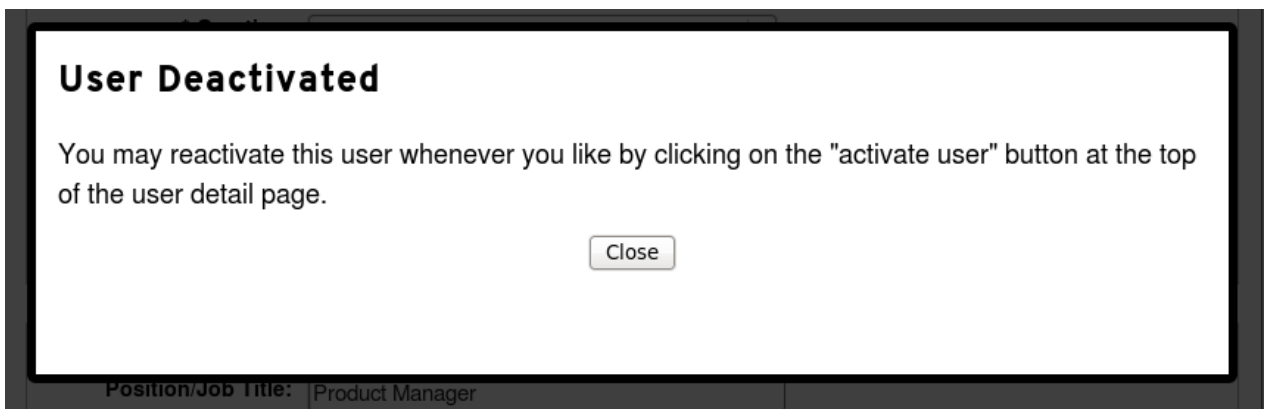 User Deactivated
You may reactivate this user whenever you like by clicking on the "activate user" button at the top
of the user detail page.
Close
Position/Job Title: Product Manager